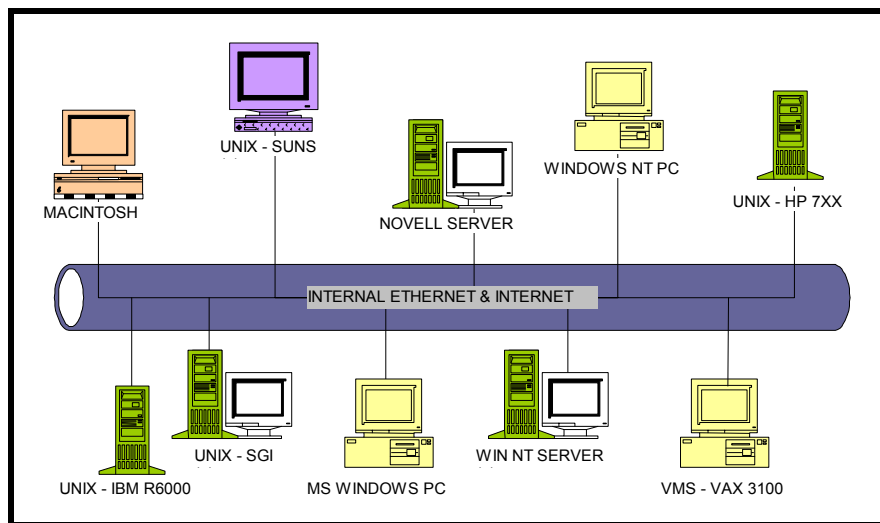 UNIX - SUNS
WINDOWS NT PC
MACINTOSH
NOVELL SERVER
UNIX - HP 7XX
INTERNAL ETHERNET & INTERNET
UNIX - SGI
WIN NT SERVER
UNIX - IBM R6000
MS WINDOWS PC
VMS - VAX 3100